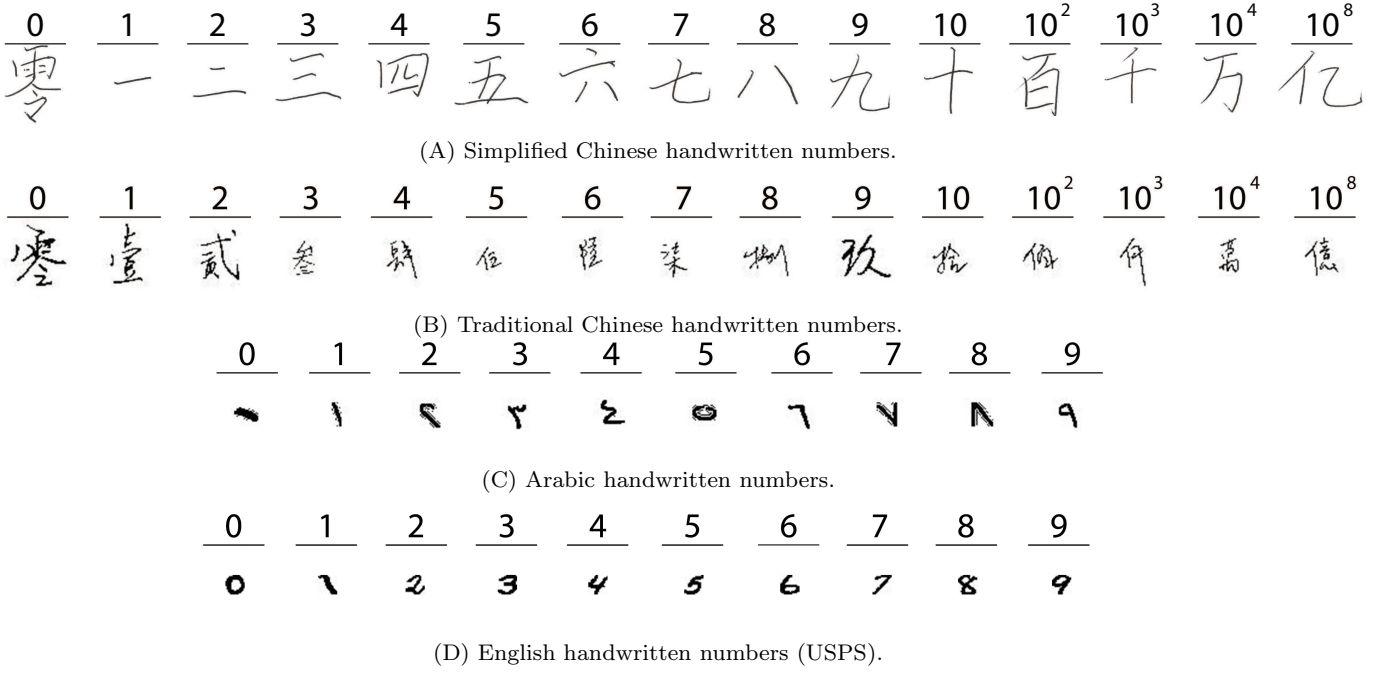 0 1 2 3 4 5 6 7 8 9 10 10² 10³ 10⁴ 10⁸
零 一 二 三 四 五 六 七 八 九 十 百 千 万 亿
(A) Simplified Chinese handwritten numbers.
0 1 2 3 4 5 6 7 8 9 10 10² 10³ 10⁴ 10⁸
零 壹 貳 叁 肆 伍 陸 柒 捌 玖 拾 佰 仟 萬 億
(B) Traditional Chinese handwritten numbers.
0 1 2 3 4 5 6 7 8 9
٠ ١ ٢ ٣ ٤ ٥ ٦ ٧ ٨ ٩
(C) Arabic handwritten numbers.
0 1 2 3 4 5 6 7 8 9
0 1 2 3 4 5 6 7 8 9
(D) English handwritten numbers (USPS).